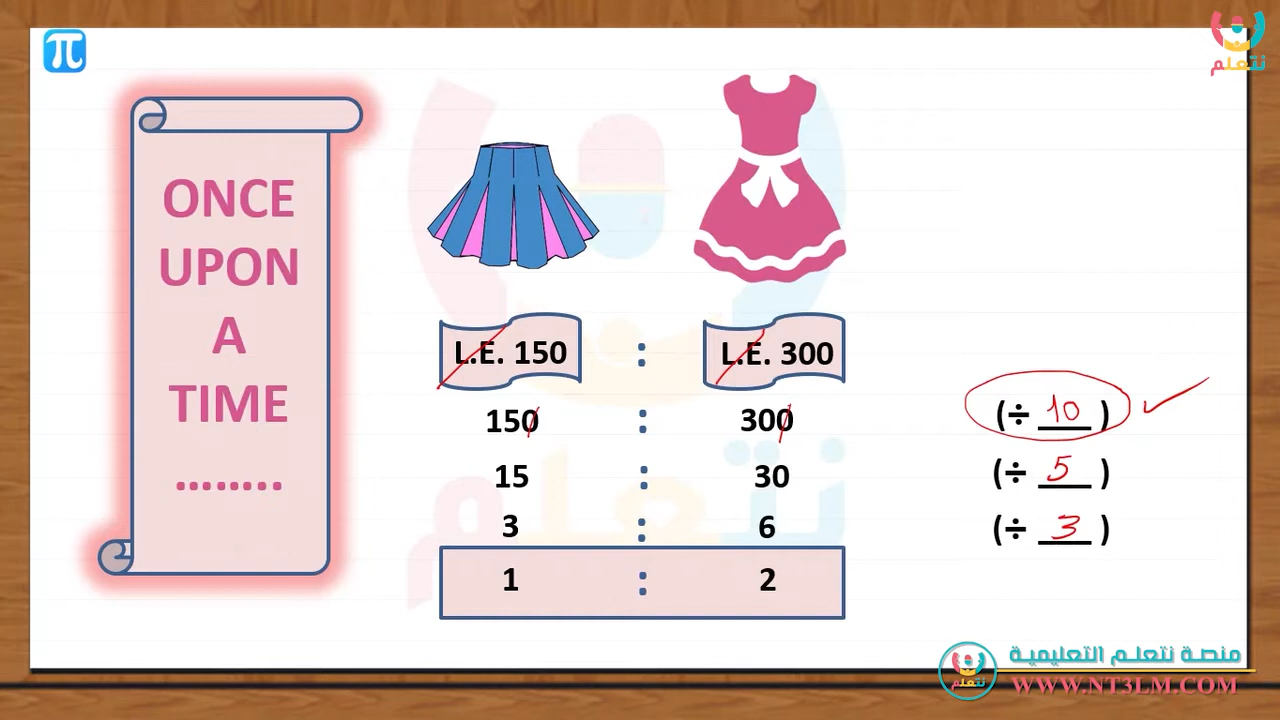 π
نتعلم
ONCE
UPON
A
TIME
........
L.E. 150 : L.E. 300
150 : 300 (÷ 10 )
15 : 30 (÷ 5 )
3 : 6 (÷ 3 )
1 : 2
نتعلم
منصة نتعلم التعليمية
WWW.NT3LM.COM